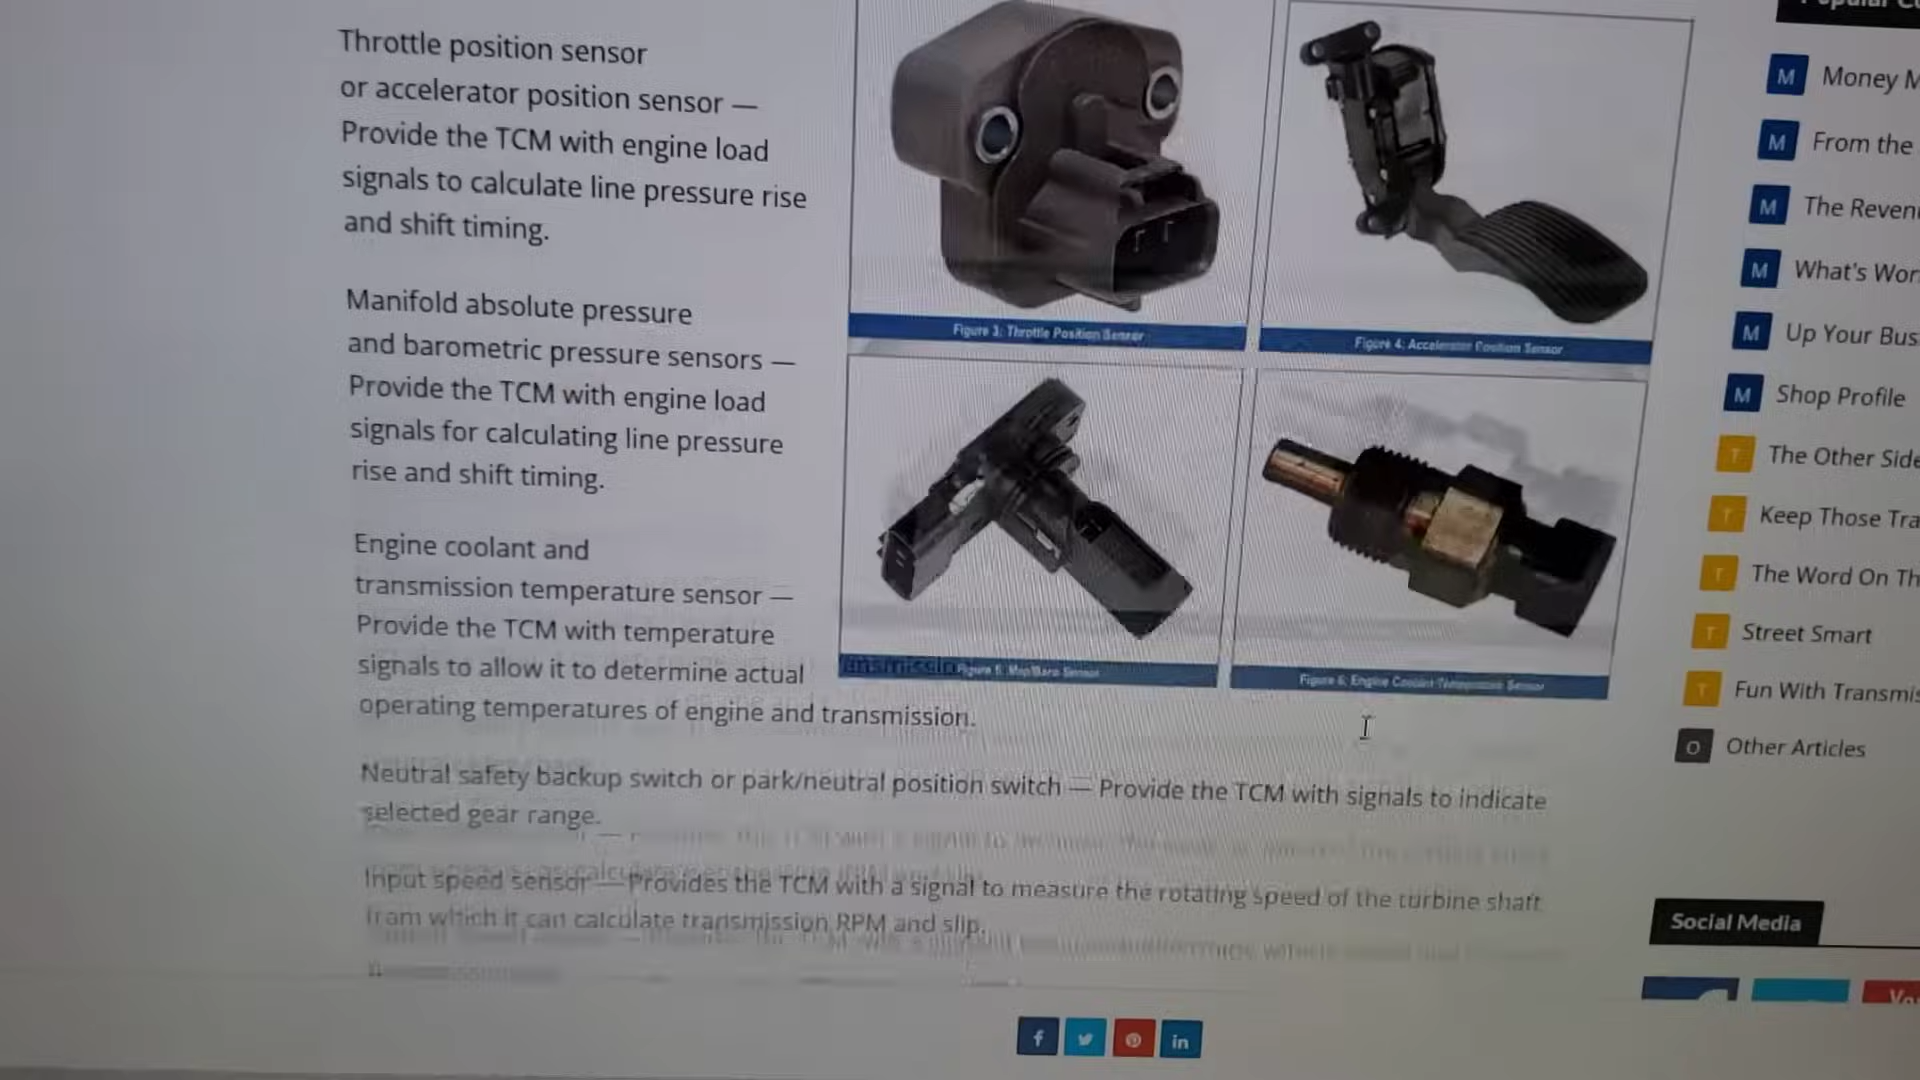 Throttle position sensor
or accelerator position sensor —
Provide the TCM with engine load
signals to calculate line pressure rise
and shift timing.
Manifold absolute pressure
and barometric pressure sensors —
Provide the TCM with engine load
signals for calculating line pressure
rise and shift timing.
Engine coolant and
transmission temperature sensor —
Provide the TCM with temperature
signals to allow it to determine actual
operating temperatures of engine and transmission.
Neutral safety backup switch or park/neutral position switch — Provide the TCM with signals to indicate
selected gear range.
Input speed sensor — Provides the TCM with a signal to measure the rotating speed of the turbine shaft
from which it can calculate transmission RPM and slip.
Figure 3: Throttle Position Sensor
Figure 4: Accelerator Position Sensor
Figure 5: Map/Baro Sensor
Figure 6: Engine Coolant Temperature Sensor
M Money M
M From the
M The Reven
M What's Wor
M Up Your Bus
M Shop Profile
T The Other Side
T Keep Those Tra
T The Word On Th
T Street Smart
T Fun With Transmis
O Other Articles
Social Media
f
in